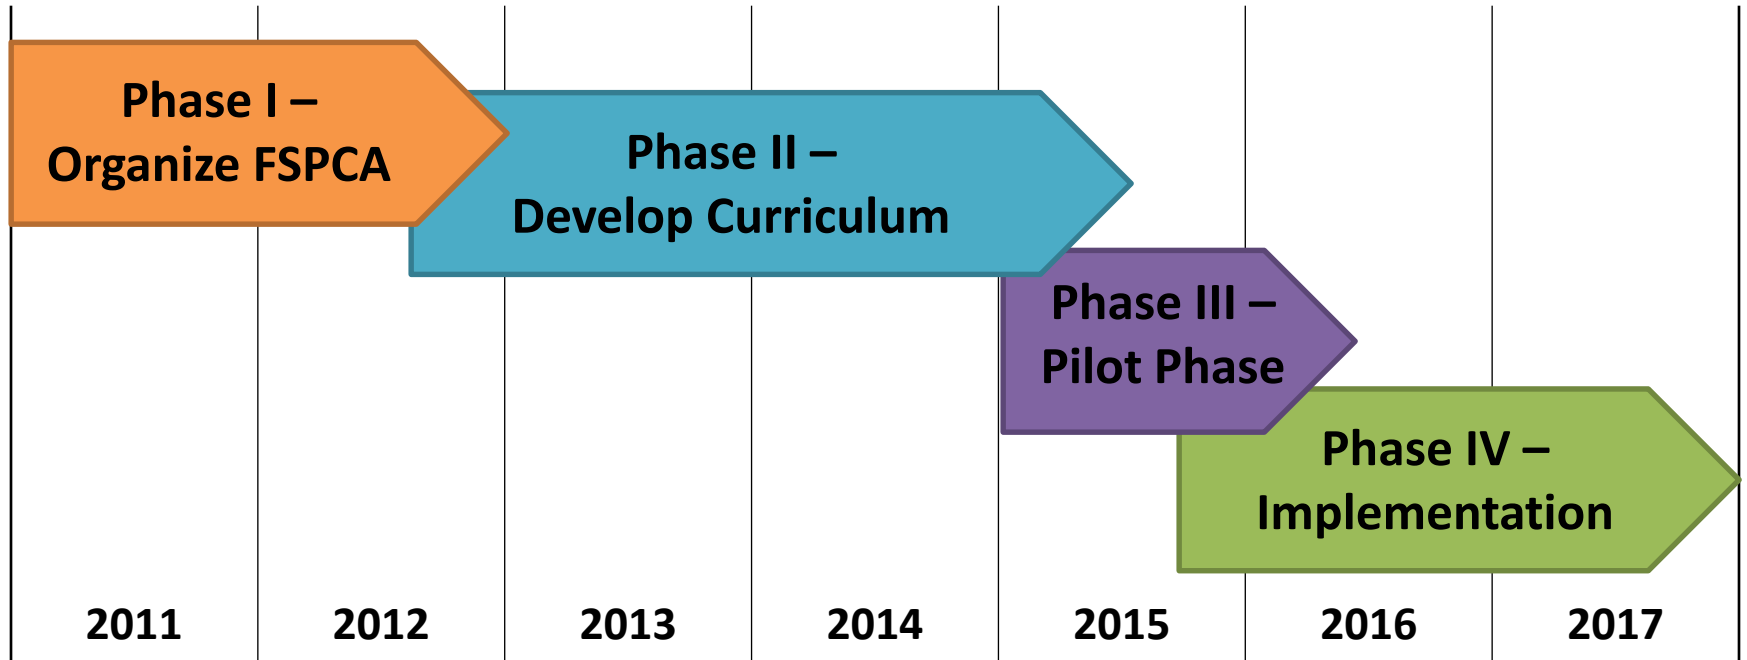 Phase I –
Organize FSPCA
Phase II –
Develop Curriculum
Phase III –
Pilot Phase
Phase IV –
Implementation
2011 2012 2013 2014 2015 2016 2017